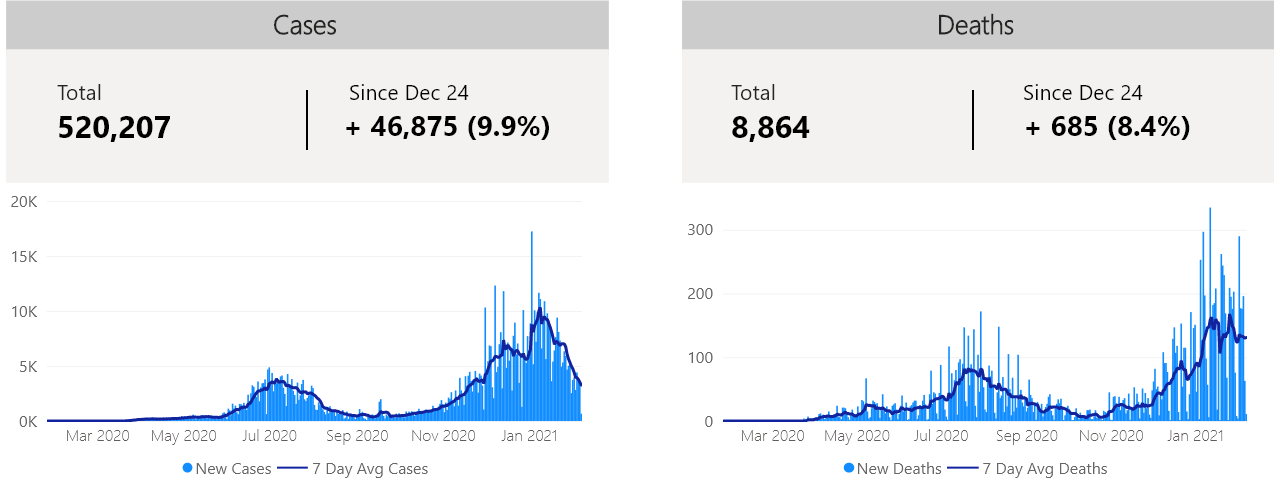 Cases
Total
Since Dec 24
520,207
+ 46,875 (9.9%)
20K
15K
10K
5K
0K
Mar 2020 May 2020 Jul 2020 Sep 2020 Nov 2020 Jan 2021
New Cases 7 Day Avg Cases
Deaths
Total
Since Dec 24
8,864
+ 685 (8.4%)
300
200
100
0
Mar 2020 May 2020 Jul 2020 Sep 2020 Nov 2020 Jan 2021
New Deaths 7 Day Avg Deaths